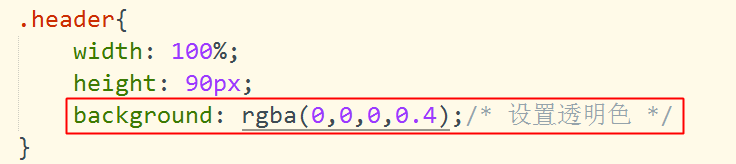 .header{
width: 100%;
height: 90px;
background: rgba(0,0,0,0.4);/* 设置透明色 */
}